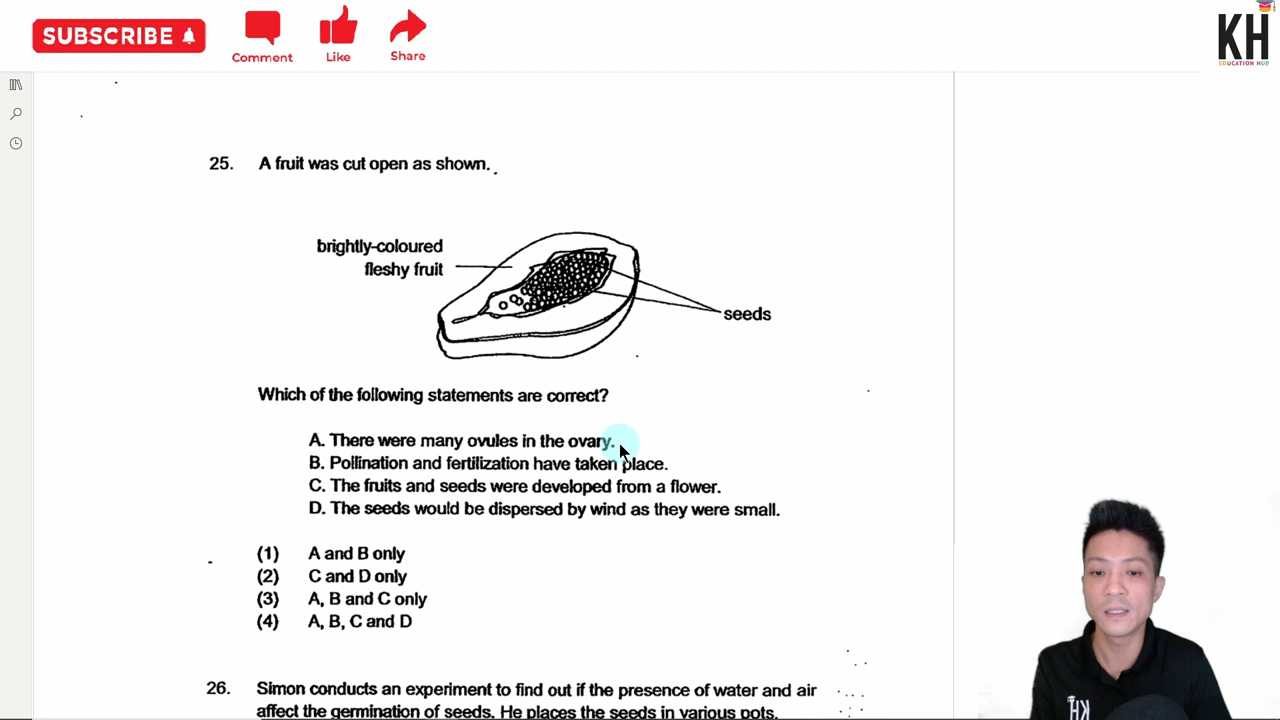 SUBSCRIBE
Comment
Like
Share
KH
EDUCATION HUB
25. A fruit was cut open as shown.
brightly-coloured
fleshy fruit
seeds
Which of the following statements are correct?
A. There were many ovules in the ovary.
B. Pollination and fertilization have taken place.
C. The fruits and seeds were developed from a flower.
D. The seeds would be dispersed by wind as they were small.
(1) A and B only
(2) C and D only
(3) A, B and C only
(4) A, B, C and D
26. Simon conducts an experiment to find out if the presence of water and air
affect the germination of seeds. He places the seeds in various pots.
KH